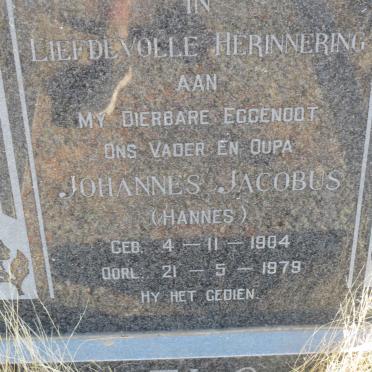 IN
LIEFDEVOLLE HERINNERING
AAN
MY DIERBARE EGGENOOT
ONS VADER EN OUPA
JOHANNES JACOBUS
(HANNES)
GEB. 4-11-1904
OORL. 21-5-1979
HY HET GEDIEN.